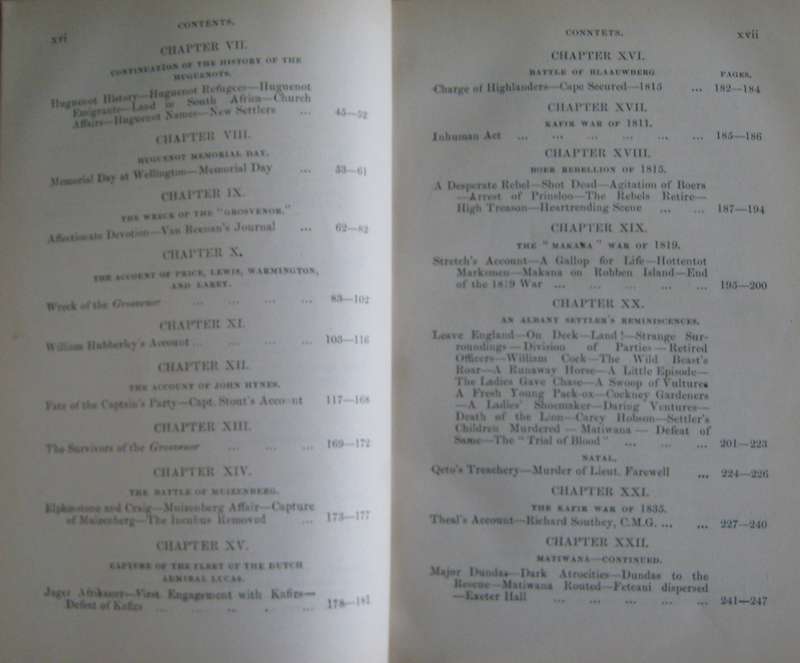 xvi CONTENTS.
CHAPTER VII.
CONTINUATION OF THE HISTORY OF THE
HUGUENOTS.
Huguenot History—Huguenot Refugees—Huguenot
Emigrants—Land in South Africa—Church
Affairs—Huguenot Names—New Settlers ... 45—52
CHAPTER VIII.
HUGUENOT MEMORIAL DAY.
Memorial Day at Wellington—Memorial Day ... 53—61
CHAPTER IX.
THE WRECK OF THE "GROSVENOR."
Affectionate Devotion—Van Reenan's Journal ... 62—82
CHAPTER X.
THE ACCOUNT OF PRICE, LEWIS, WARMINGTON,
AND LAREY.
Wreck of the Grosvenor ... ... ... ... 83—102
CHAPTER XI.
William Hubberly's Account ... ... ... ... 103—116
CHAPTER XII.
THE ACCOUNT OF JOHN HYNES.
Fate of the Captain's Party—Capt. Stout's Account 117—168
CHAPTER XIII.
The Survivors of the Grosvenor ... ... ... 169—172
CHAPTER XIV.
THE BATTLE OF MUIZENBERG.
Elphinstone and Craig—Muizenberg Affair—Capture
of Muizenberg—The Incubus Removed ... 173—177
CHAPTER XV.
CAPTURE OF THE FLEET OF THE DUTCH
ADMIRAL LUCAS.
Jager Afrikaner—First Engagement with Kafirs—
Defeat of Kafirs ... ... ... ... ... 178—181
CONNTETS. xvii
CHAPTER XVI.
BATTLE OF BLAAUWBERG PAGES.
Charge of Highlanders—Cape Secured—1815 ... 182—184
CHAPTER XVII.
KAFIR WAR OF 1811.
Inhuman Act ... ... ... ... ... ... 185—186
CHAPTER XVIII.
BOER REBELLION OF 1815.
A Desperate Rebel—Shot Dead—Agitation of Boers
—Arrest of Prinsloo—The Rebels Retire—
High Treason—Heartrending Scene ... ... 187—194
CHAPTER XIX.
THE "MAKANA" WAR OF 1819.
Stretch's Account—A Gallop for Life—Hottentot
Marksmen—Makana on Robben Island—End
of the 1819 War ... ... ... ... ... 195—200
CHAPTER XX.
AN ALBANY SETTLER'S REMINISCENCES.
Leave England—On Deck—Land!—Strange Sur-
roundings—Division of Parties—Retired
Officers—William Cock—The Wild Beast's
Roar—A Runaway Horse—A Little Episode—
The Ladies Gave Chase—A Swoop of Vultures
A Fresh Young Pack-ox—Cockney Gardeners
—A Ladies' Shoemaker—Daring Ventures—
Death of the Lion—Carey Hobson—Settler's
Children Murdered—Matiwana—Defeat of
Same—The "Trial of Blood" ... ... ... 201—223
NATAL.
Qeto's Treachery—Murder of Lieut. Farewell ... 224—226
CHAPTER XXI.
THE KAFIR WAR OF 1835.
Theal's Account—Richard Southey, C.M.G. ... ... 227—240
CHAPTER XXII.
MATIWANA—CONTINUED.
Major Dundas—Dark Atrocities—Dundas to the
Rescue—Matiwana Routed—Fetcani dispersed
—Exeter Hall ... ... ... ... ... 241—247